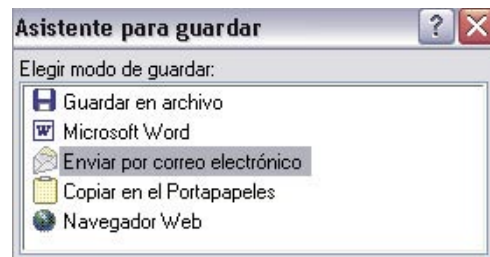 Asistente para guardar
Elegir modo de guardar:
Guardar en archivo
Microsoft Word
Enviar por correo electrónico
Copiar en el Portapapeles
Navegador Web